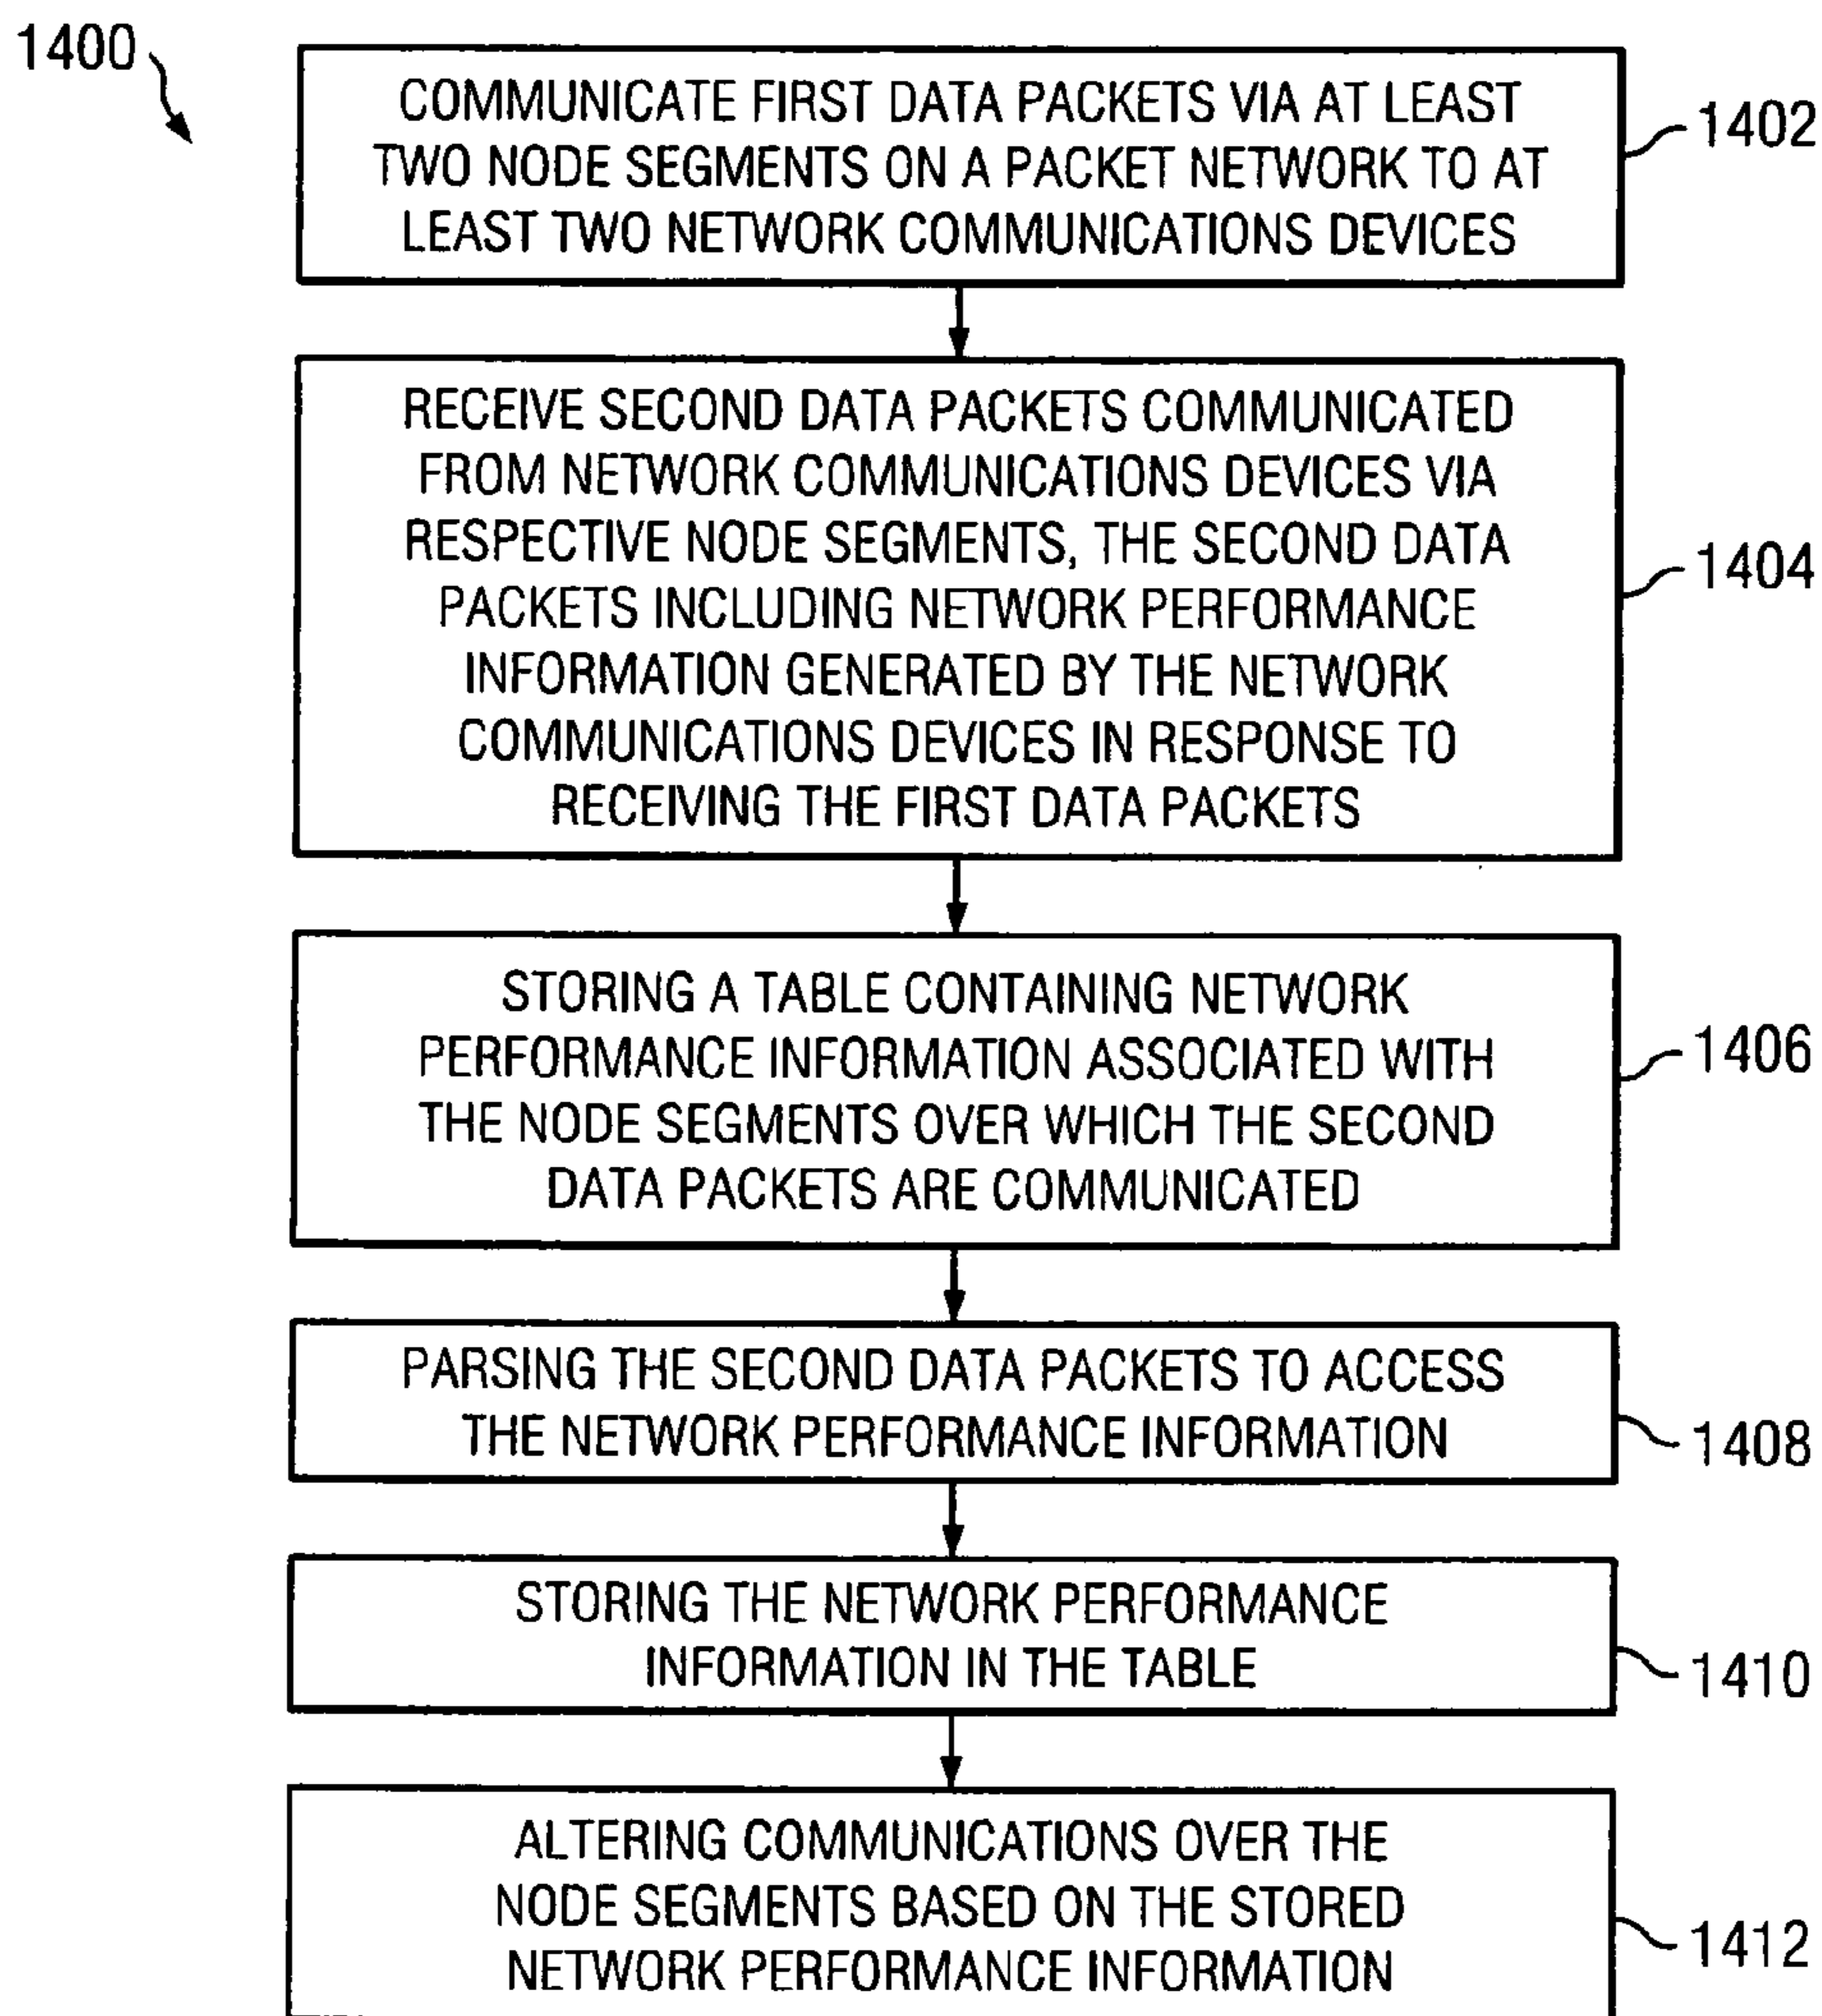 1400
COMMUNICATE FIRST DATA PACKETS VIA AT LEAST
TWO NODE SEGMENTS ON A PACKET NETWORK TO AT
LEAST TWO NETWORK COMMUNICATIONS DEVICES
1402
RECEIVE SECOND DATA PACKETS COMMUNICATED
FROM NETWORK COMMUNICATIONS DEVICES VIA
RESPECTIVE NODE SEGMENTS, THE SECOND DATA
PACKETS INCLUDING NETWORK PERFORMANCE
INFORMATION GENERATED BY THE NETWORK
COMMUNICATIONS DEVICES IN RESPONSE TO
RECEIVING THE FIRST DATA PACKETS
1404
STORING A TABLE CONTAINING NETWORK
PERFORMANCE INFORMATION ASSOCIATED WITH
THE NODE SEGMENTS OVER WHICH THE SECOND
DATA PACKETS ARE COMMUNICATED
1406
PARSING THE SECOND DATA PACKETS TO ACCESS
THE NETWORK PERFORMANCE INFORMATION
1408
STORING THE NETWORK PERFORMANCE
INFORMATION IN THE TABLE
1410
ALTERING COMMUNICATIONS OVER THE
NODE SEGMENTS BASED ON THE STORED
NETWORK PERFORMANCE INFORMATION
1412